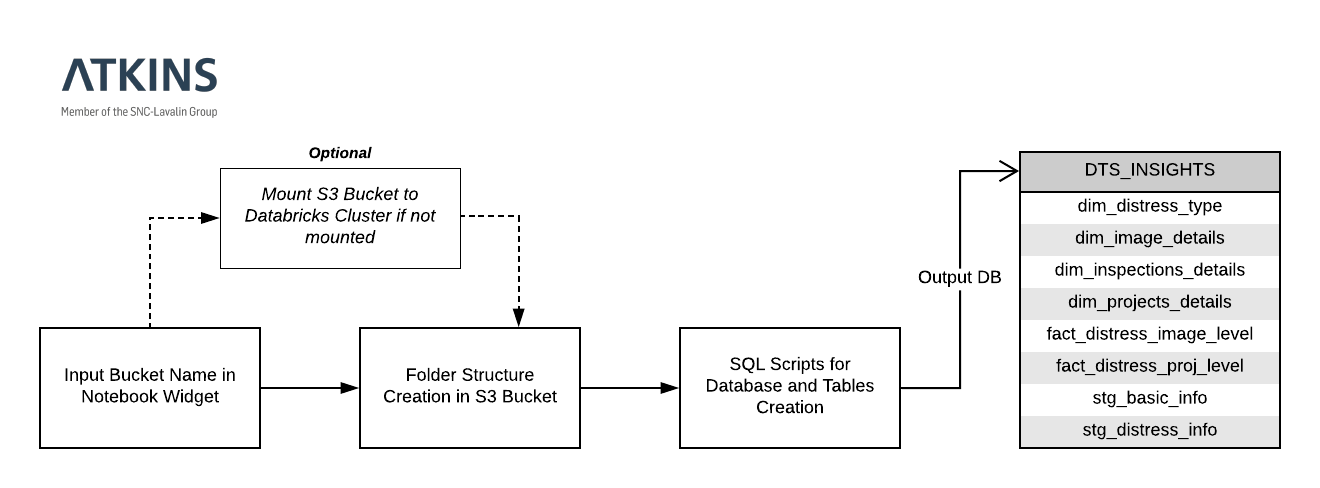 ATKINS
Member of the SNC-Lavalin Group
Optional
Mount S3 Bucket to
Databricks Cluster if not
mounted
Input Bucket Name in
Notebook Widget
Folder Structure
Creation in S3 Bucket
SQL Scripts for
Database and Tables
Creation
Output DB
DTS_INSIGHTS
dim_distress_type
dim_image_details
dim_inspections_details
dim_projects_details
fact_distress_image_level
fact_distress_proj_level
stg_basic_info
stg_distress_info